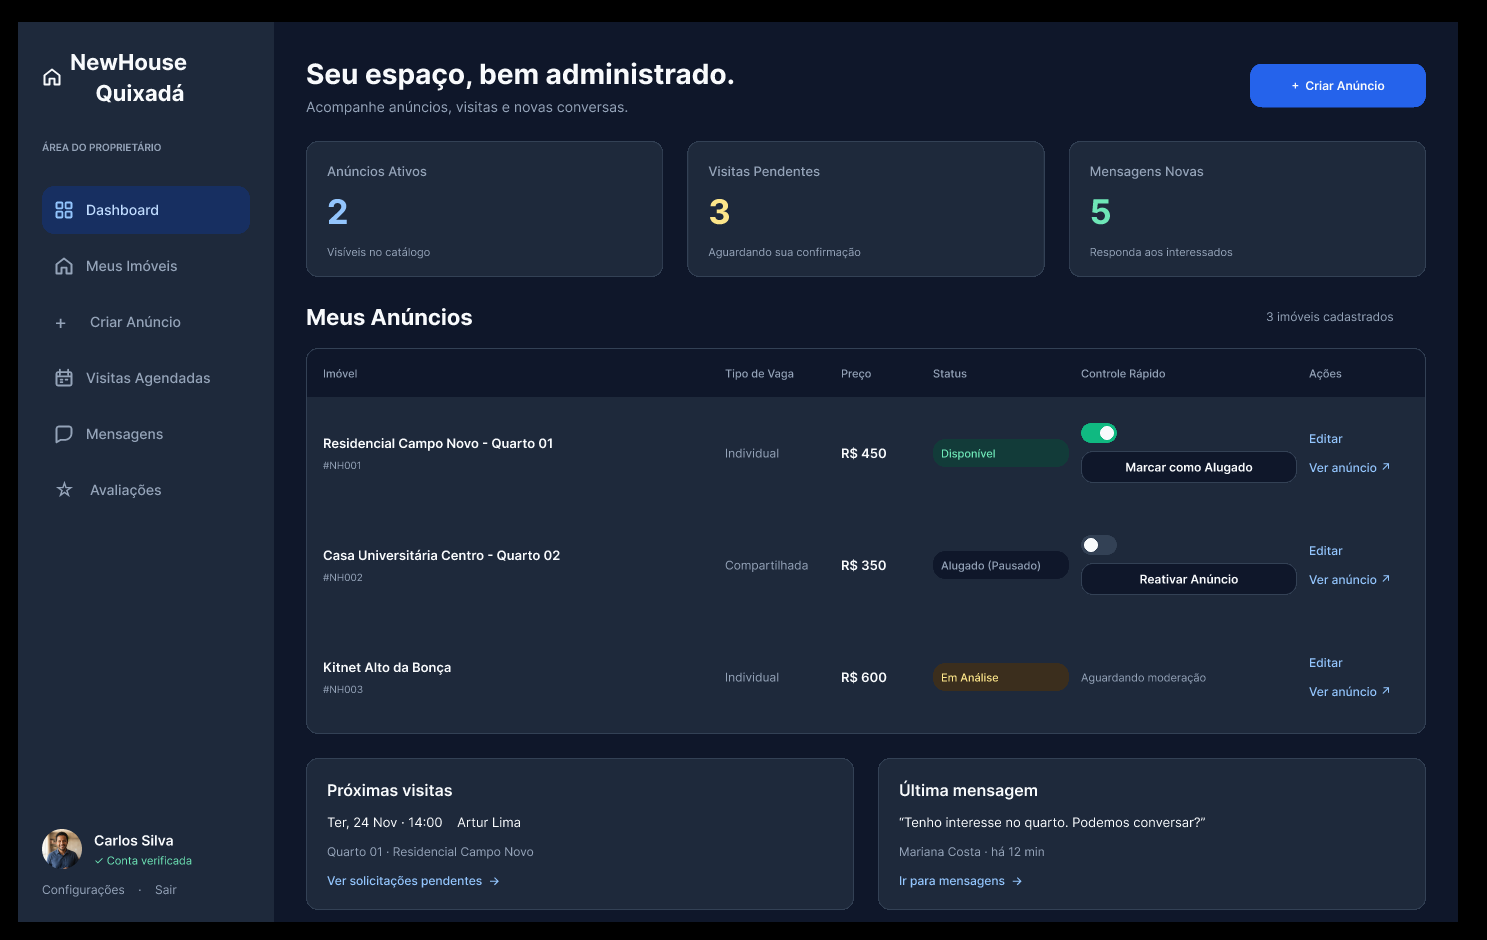 NewHouse
Quixadá
ÁREA DO PROPRIETÁRIO
Dashboard
Meus Imóveis
+ Criar Anúncio
Visitas Agendadas
Mensagens
Avaliações
Carlos Silva
✓ Conta verificada
Configurações · Sair
Seu espaço, bem administrado.
Acompanhe anúncios, visitas e novas conversas.
+ Criar Anúncio
Anúncios Ativos
2
Visíveis no catálogo
Visitas Pendentes
3
Aguardando sua confirmação
Mensagens Novas
5
Responda aos interessados
Meus Anúncios
3 imóveis cadastrados
Imóvel Tipo de Vaga Preço Status Controle Rápido Ações
Residencial Campo Novo - Quarto 01
#NH001
Individual
R$ 450
Disponível
Marcar como Alugado
Editar
Ver anúncio ↗
Casa Universitária Centro - Quarto 02
#NH002
Compartilhada
R$ 350
Alugado (Pausado)
Reativar Anúncio
Editar
Ver anúncio ↗
Kitnet Alto da Bonça
#NH003
Individual
R$ 600
Em Análise
Aguardando moderação
Editar
Ver anúncio ↗
Próximas visitas
Ter, 24 Nov · 14:00 Artur Lima
Quarto 01 · Residencial Campo Novo
Ver solicitações pendentes →
Última mensagem
“Tenho interesse no quarto. Podemos conversar?”
Mariana Costa · há 12 min
Ir para mensagens →